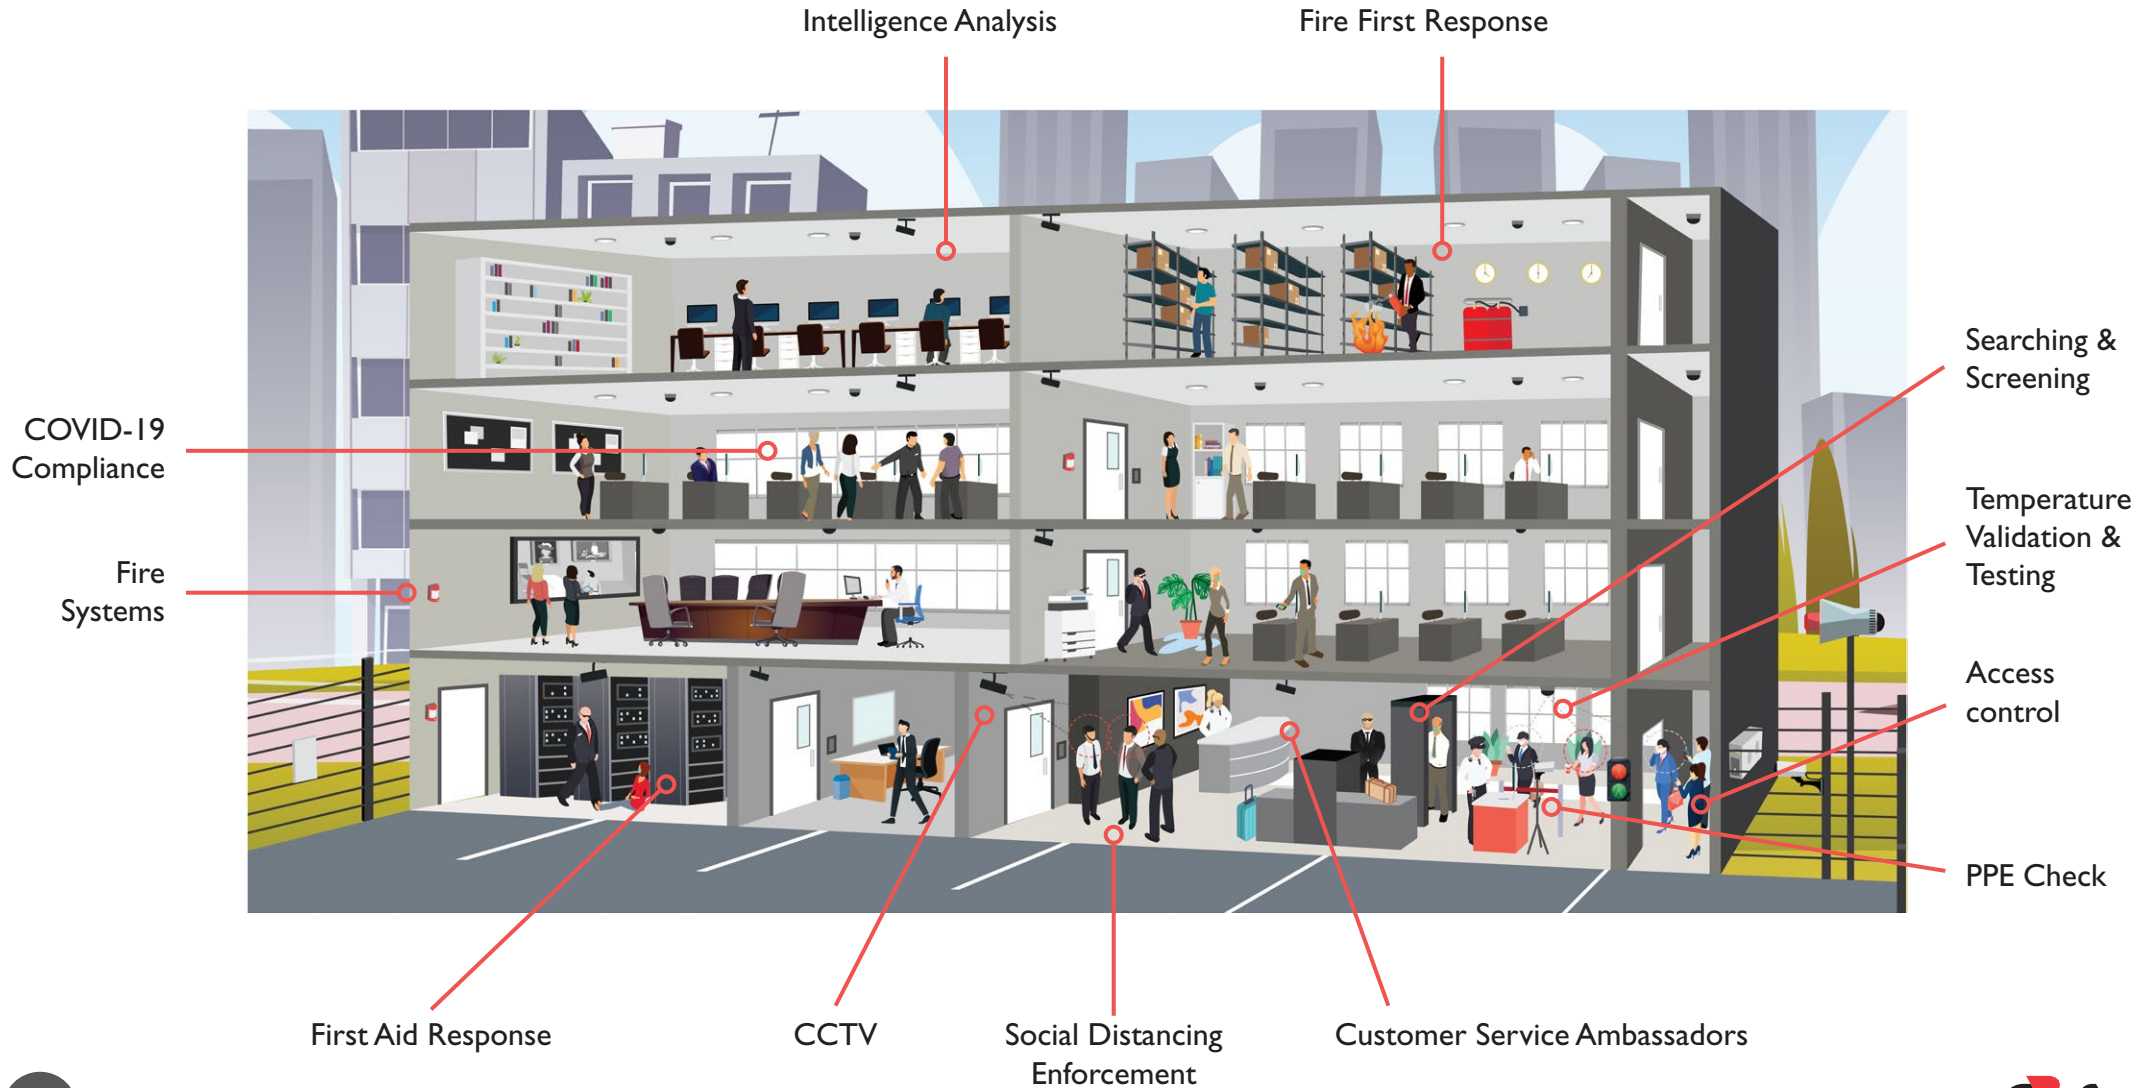 Intelligence Analysis
Fire First Response
Searching &
Screening
COVID-19
Compliance
Temperature
Validation &
Testing
Fire
Systems
Access
control
PPE Check
First Aid Response
CCTV
Social Distancing
Enforcement
Customer Service Ambassadors